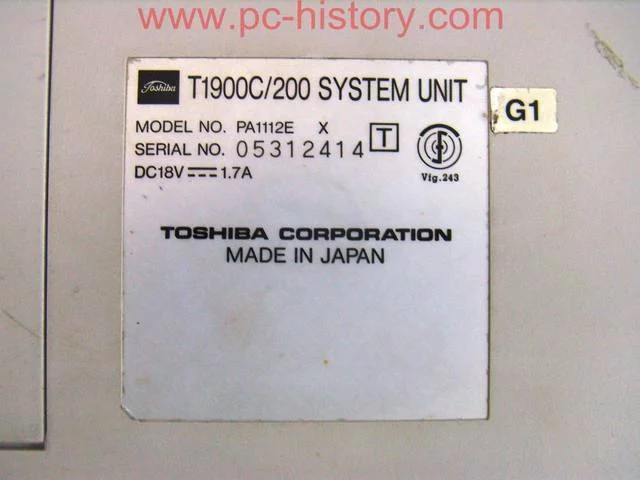 www.pc-history.com
Toshiba T1900C/200 SYSTEM UNIT
G1
MODEL NO. PA1112E X
SERIAL NO. 05312414 T
DC18V 1.7A
Vig.243
TOSHIBA CORPORATION
MADE IN JAPAN